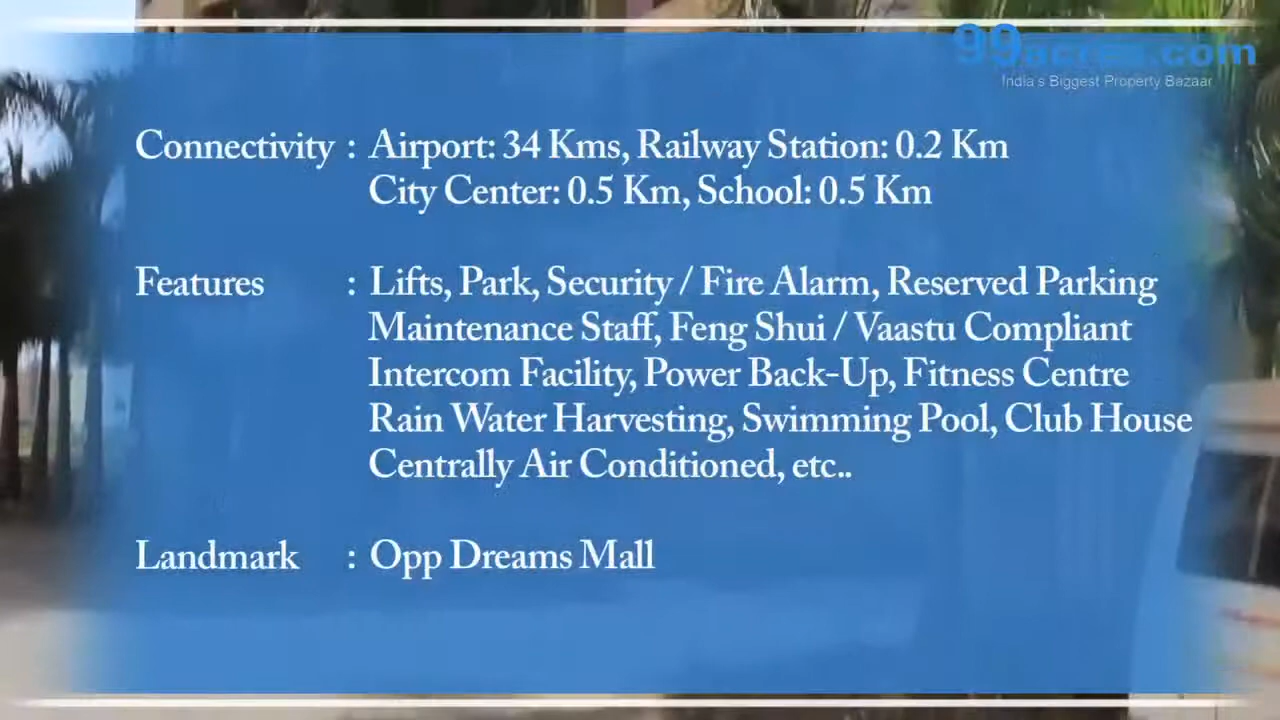 99acres.com
India's Biggest Property Bazaar
Connectivity : Airport: 34 Kms, Railway Station: 0.2 Km
City Center: 0.5 Km, School: 0.5 Km
Features : Lifts, Park, Security / Fire Alarm, Reserved Parking
Maintenance Staff, Feng Shui / Vaastu Compliant
Intercom Facility, Power Back-Up, Fitness Centre
Rain Water Harvesting, Swimming Pool, Club House
Centrally Air Conditioned, etc..
Landmark : Opp Dreams Mall